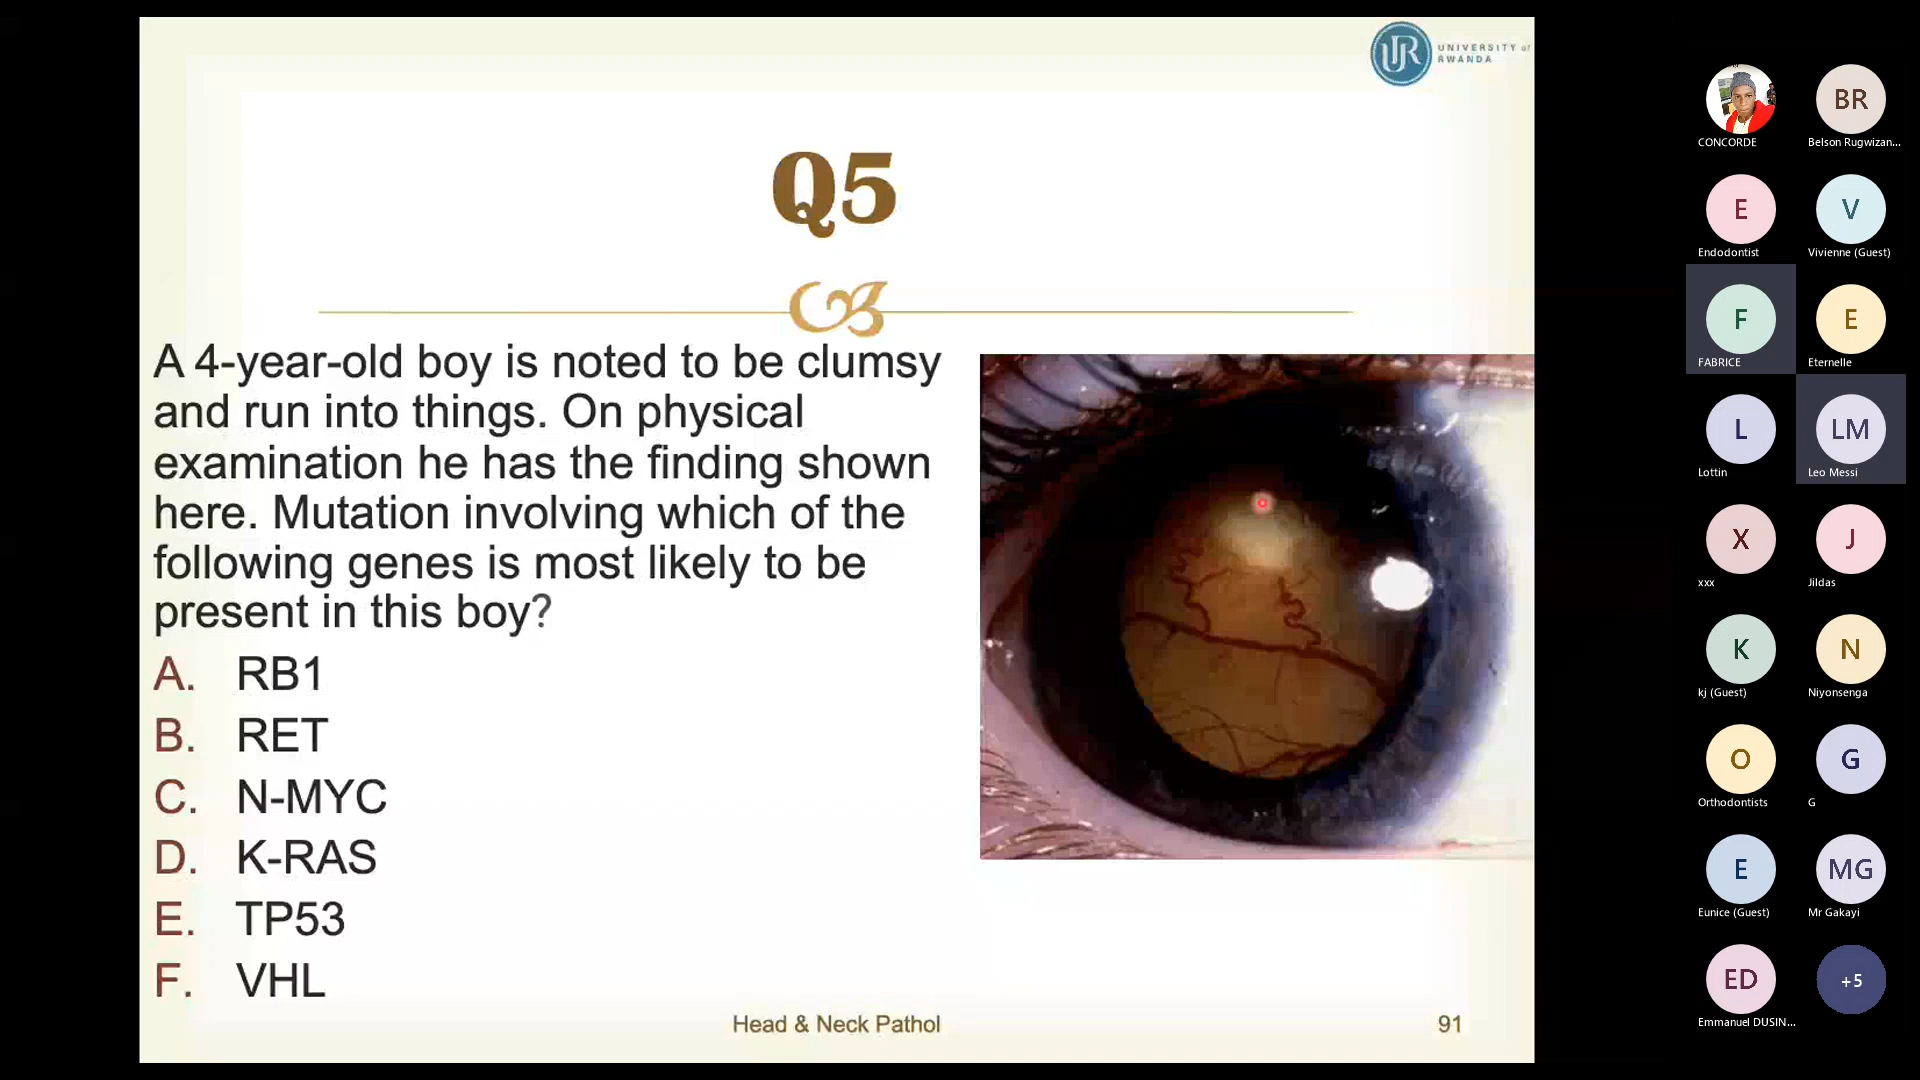 UNIVERSITY of
RWANDA
Q5
A 4-year-old boy is noted to be clumsy
and run into things. On physical
examination he has the finding shown
here. Mutation involving which of the
following genes is most likely to be
present in this boy?
A. RB1
B. RET
C. N-MYC
D. K-RAS
E. TP53
F. VHL
Head & Neck Pathol
91
CONCORDE
BR
Belson Rugwizan...
E
Endodontist
V
Vivienne (Guest)
F
FABRICE
E
Eternelle
L
Lottin
LM
Leo Messi
X
xxx
J
Jildas
K
kj (Guest)
N
Niyonsenga
O
Orthodontists
G
G
E
Eunice (Guest)
MG
Mr Gakayi
ED
Emmanuel DUSIN...
+5